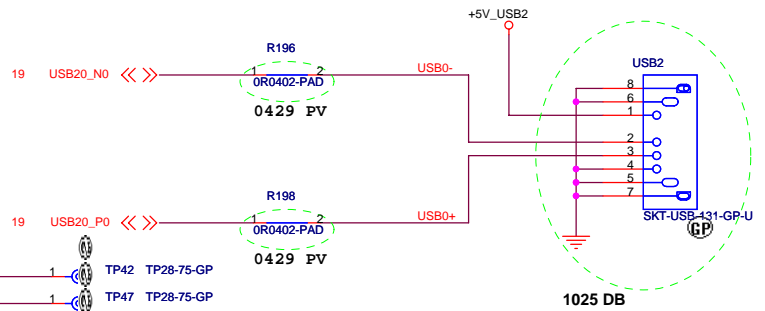 +5V_USB2
R196
USB2
19 USB20_N0 1 2 USB0-
0R0402-PAD
0429 PV
8
6
1
2
3
4
5
7
R198
19 USB20_P0 1 2 USB0+
0R0402-PAD
SKT-USB-131-GP-U
GP
0429 PV
1 TP42 TP28-75-GP
1 TP47 TP28-75-GP
1025 DB